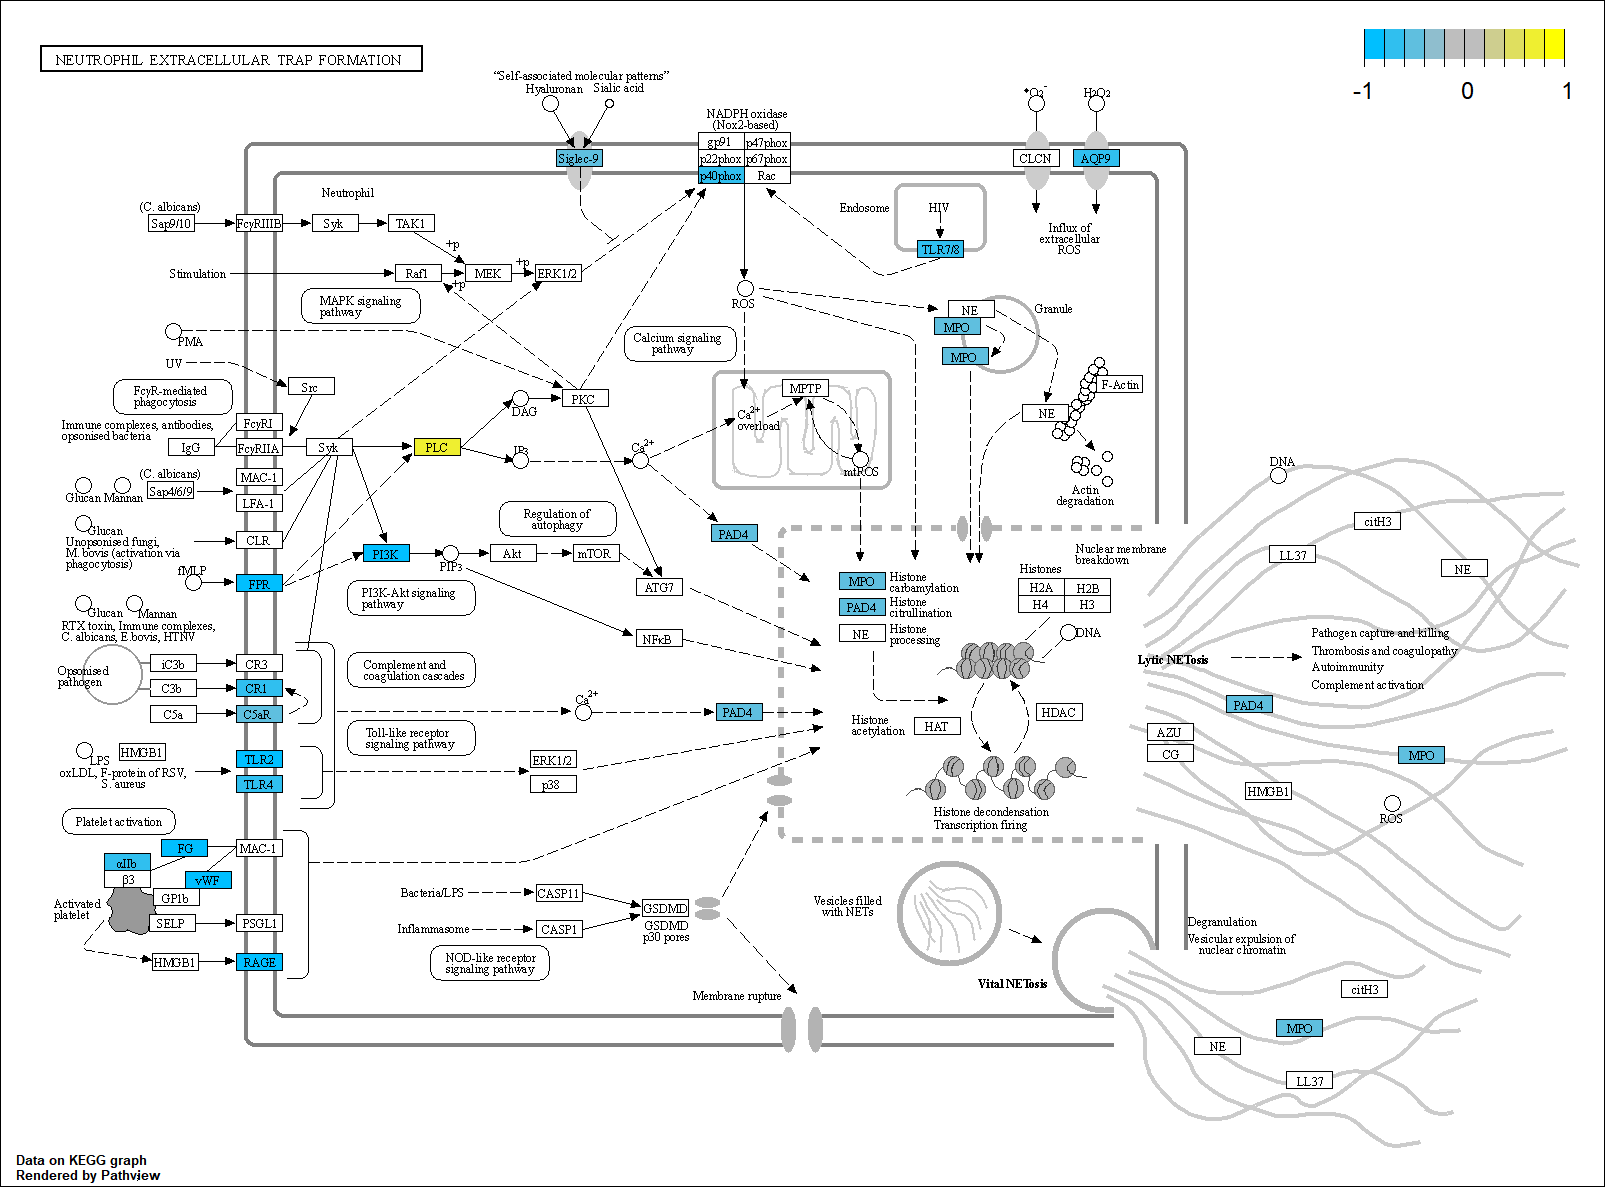 NEUTROPHIL EXTRACELLULAR TRAP FORMATION
-1
0
1
“Self-associated molecular patterns”
Hyaluronan
Sialic acid
NADPH oxidase
(Nox2-based)
gp91
p47phox
p22phox
p67phox
p40phox
Rac
Siglec-9
•O2-
H2O2
CLCN
AQP9
Influx of
extracellular
ROS
Neutrophil
Endosome
HIV
TLR7/8
(C. albicans)
Sap9/10
FcγRIIIB
Syk
TAK1
+p
Stimulation
Raf1
MEK
+p
ERK1/2
+p
MAPK signaling
pathway
ROS
Granule
NE
MPO
MPO
PMA
UV
Calcium signaling
pathway
Src
FcγR-mediated
phagocytosis
DAG
PKC
MPTP
Ca2+
overload
mtROS
F-Actin
NE
Actin
degradation
Immune complexes, antibodies,
opsonised bacteria
FcγRI
IgG
FcγRIIA
Syk
PLC
IP3
Ca2+
(C. albicans)
MAC-1
Glucan
Mannan
Sap4/6/9
LFA-1
Glucan
Unopsonised fungi,
M. bovis (activation via
phagocytosis)
CLR
Regulation of
autophagy
PAD4
fMLP
FPR
PI3K
PIP3
Akt
mTOR
ATG7
PI3K-Akt signaling
pathway
NFκB
Glucan
Mannan
RTX toxin, Immune complexes,
C. albicans, E.bovis, HTNV
Opsonised
pathogen
iC3b
CR3
C3b
CR1
C5a
C5aR
Complement and
coagulation cascades
Ca2+
PAD4
Toll-like receptor
signaling pathway
LPS
HMGB1
oxLDL, F-protein of RSV,
S. aureus
TLR2
TLR4
ERK1/2
p38
Nuclear membrane
breakdown
MPO
Histone
carbamylation
PAD4
Histone
citrullination
NE
Histone
processing
Histones
H2A
H2B
H4
H3
DNA
Histone
acetylation
HAT
HDAC
Histone decondensation
Transcription firing
DNA
citH3
LL37
NE
Lytic NETosis
Pathogen capture and killing
Thrombosis and coagulopathy
Autoimmunity
Complement activation
PAD4
AZU
CG
MPO
HMGB1
ROS
Platelet activation
FG
MAC-1
αIIb
β3
vWF
GP1b
Activated
platelet
SELP
PSGL1
HMGB1
RAGE
Bacteria/LPS
CASP11
Inflammasome
CASP1
GSDMD
GSDMD
p30 pores
NOD-like receptor
signaling pathway
Membrane rupture
Vesicles filled
with NETs
Vital NETosis
Degranulation
Vesicular expulsion of
nuclear chromatin
citH3
MPO
NE
LL37
Data on KEGG graph
Rendered by Pathview